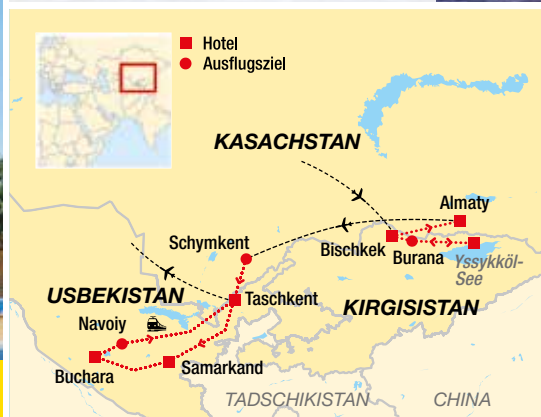 Hotel
Ausflugsziel
KASACHSTAN
Almaty
Schymkent
Bischkek
Burana
Yssykköl-
See
USBEKISTAN
Taschkent
KIRGISISTAN
Navoiy
Buchara
Samarkand
TADSCHIKISTAN
CHINA